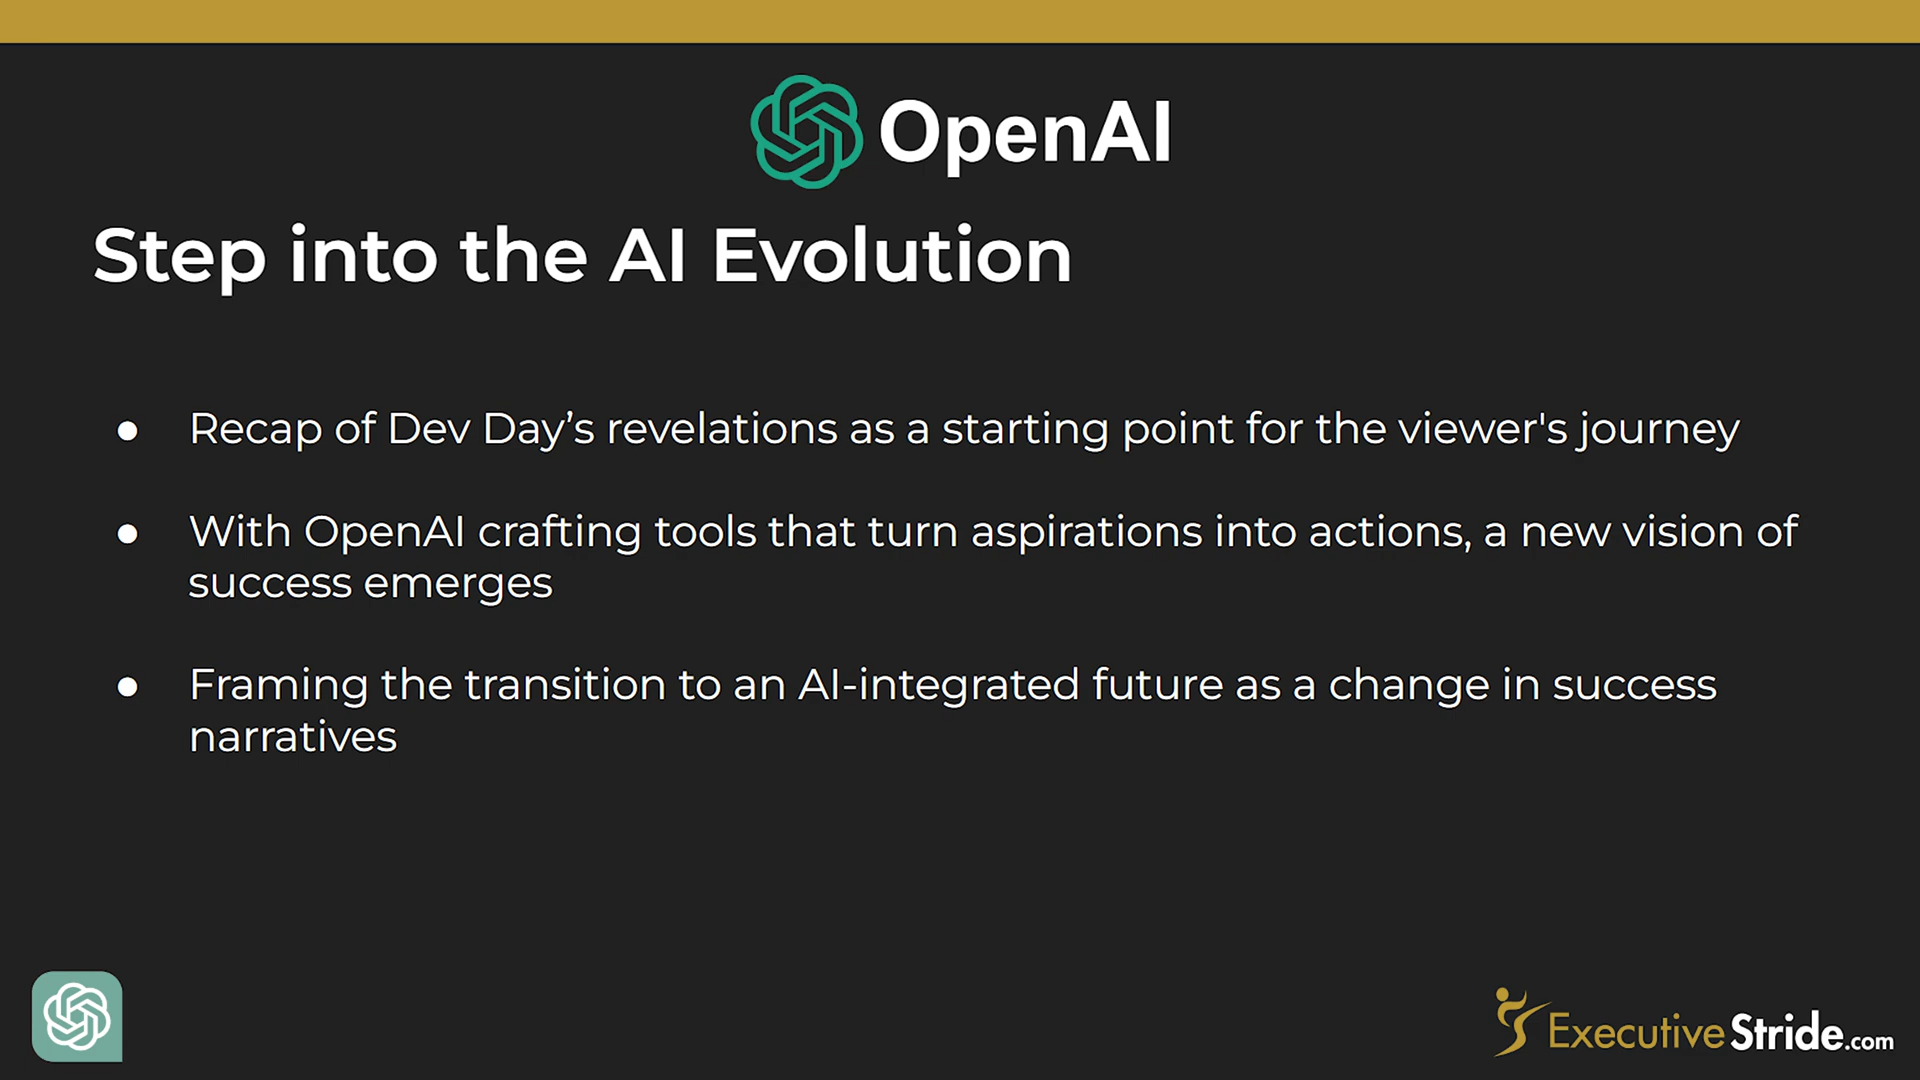 OpenAI
Step into the AI Evolution
● Recap of Dev Day’s revelations as a starting point for the viewer's journey
● With OpenAI crafting tools that turn aspirations into actions, a new vision of
success emerges
● Framing the transition to an AI-integrated future as a change in success
narratives
ExecutiveStride.com